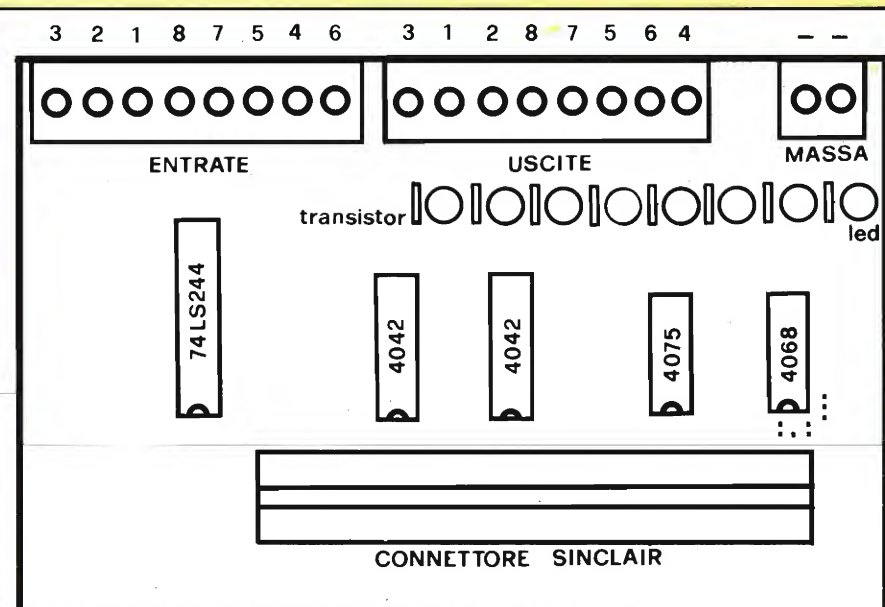 3 2 1 8 7 5 4 6 3 1 2 8 7 5 6 4 – –
ENTRATE USCITE MASSA
transistor
led
74LS244 4042 4042 4075 4068
CONNETTORE SINCLAIR